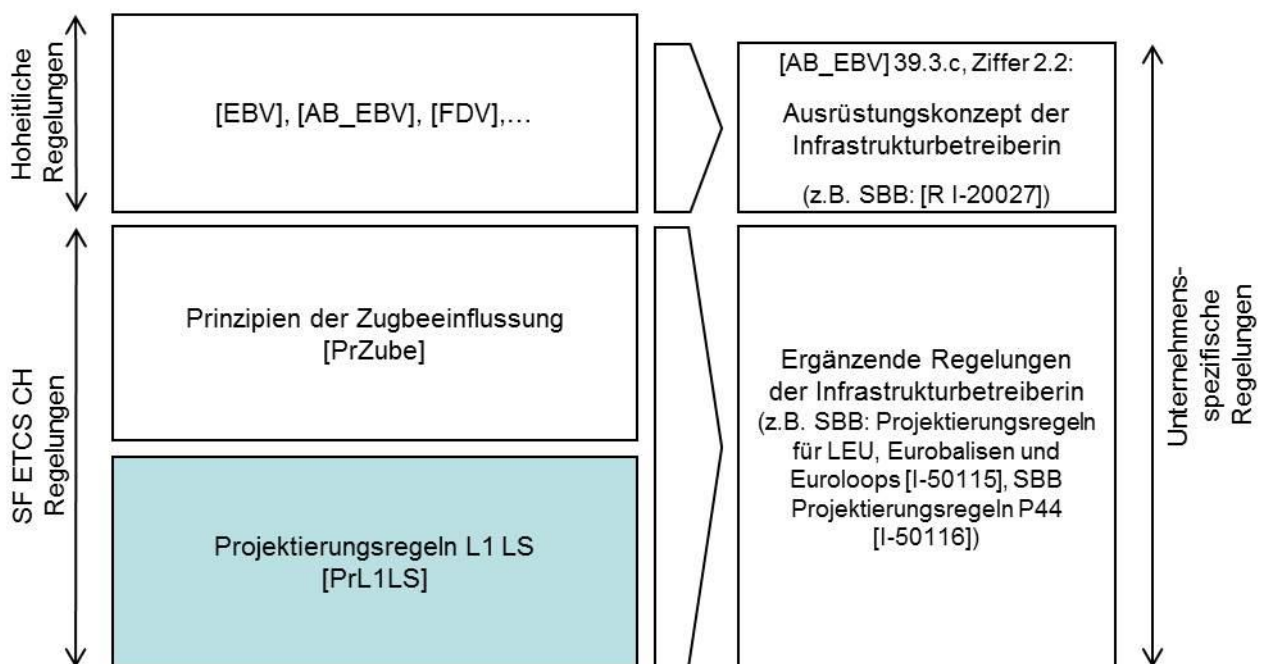 Hoheitliche
Regelungen
[EBV], [AB_EBV], [FDV],...
[AB_EBV] 39.3.c, Ziffer 2.2:
Ausrüstungskonzept der
Infrastrukturbetreiberin
(z.B. SBB: [R I-20027])
SF ETCS CH
Regelungen
Prinzipien der Zugbeeinflussung
[PrZube]
Projektierungsregeln L1 LS
[PrL1LS]
Ergänzende Regelungen
der Infrastrukturbetreiberin
(z.B. SBB: Projektierungsregeln
für LEU, Eurobalisen und
Euroloops [I-50115], SBB
Projektierungsregeln P44
[I-50116])
Unternehmens-
spezifische
Regelungen